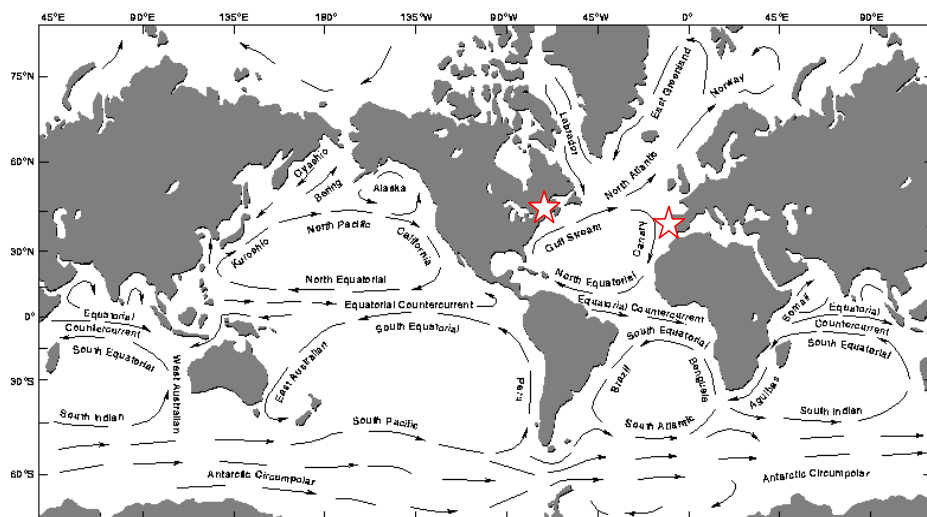 45°E 90°E 135°E 180°E 135°W 90°W 45°W 0° 45°E 90°E
75°N
60°N
30°N
0°
30°S
60°S
East Greenland
Norway
Labrador
Oyashio
Bering
Alaska
North Atlantic
North Pacific
California
Kuroshio
Gulf Stream
Canary
North Equatorial
North Equatorial
Equatorial Countercurrent
Equatorial Countercurrent
Somali
Equatorial
Countercurrent
Equatorial
Countercurrent
South Equatorial
South Equatorial
South Equatorial
South Equatorial
West Australian
East Australian
Peru
Brazil
Benguela
Agulhas
South Indian
South Pacific
South Atlantic
South Indian
Antarctic Circumpolar
Antarctic Circumpolar